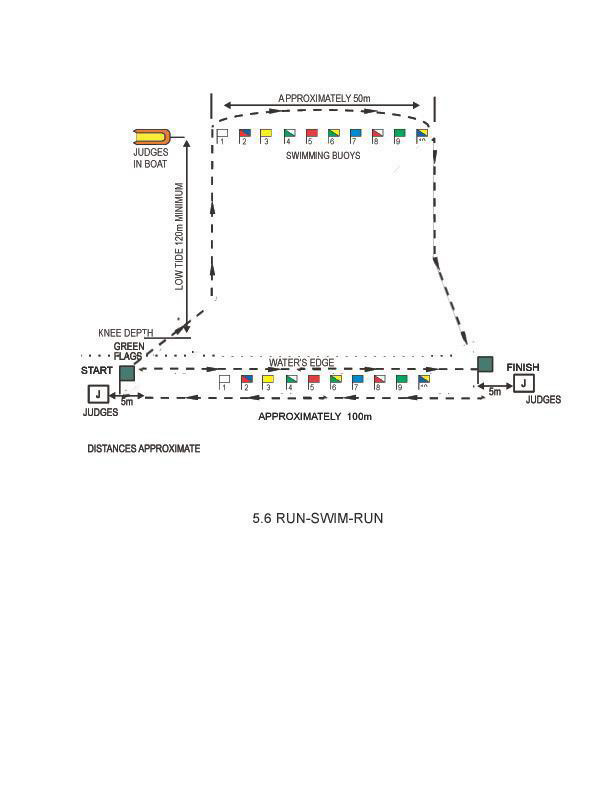 APPROXIMATELY 50m
1 2 3 4 5 6 7 8 9 10
JUDGES
IN BOAT
SWIMMING BUOYS
LOW TIDE 120m MINIMUM
KNEE DEPTH
GREEN
FLAGS
WATER'S EDGE
START
FINISH
1 2 3 4 5 6 7 8 9 10
J
J
5m
5m
JUDGES
JUDGES
APPROXIMATELY 100m
DISTANCES APPROXIMATE
5.6 RUN-SWIM-RUN